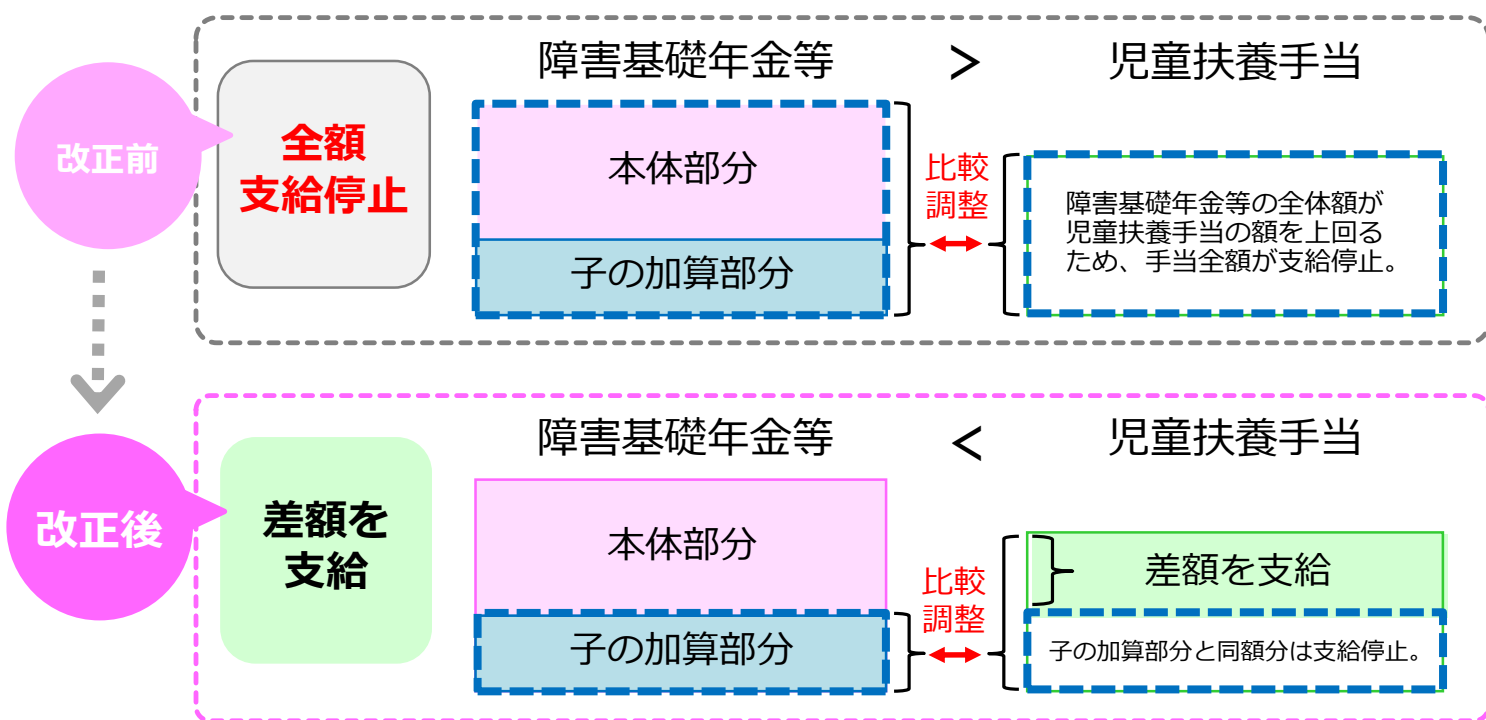 改正前
全額
支給停止
障害基礎年金等 > 児童扶養手当
本体部分
子の加算部分
比較
調整
障害基礎年金等の全体額が
児童扶養手当の額を上回る
ため、手当全額が支給停止。
改正後
差額を
支給
障害基礎年金等 < 児童扶養手当
本体部分
子の加算部分
比較
調整
差額を支給
子の加算部分と同額分は支給停止。